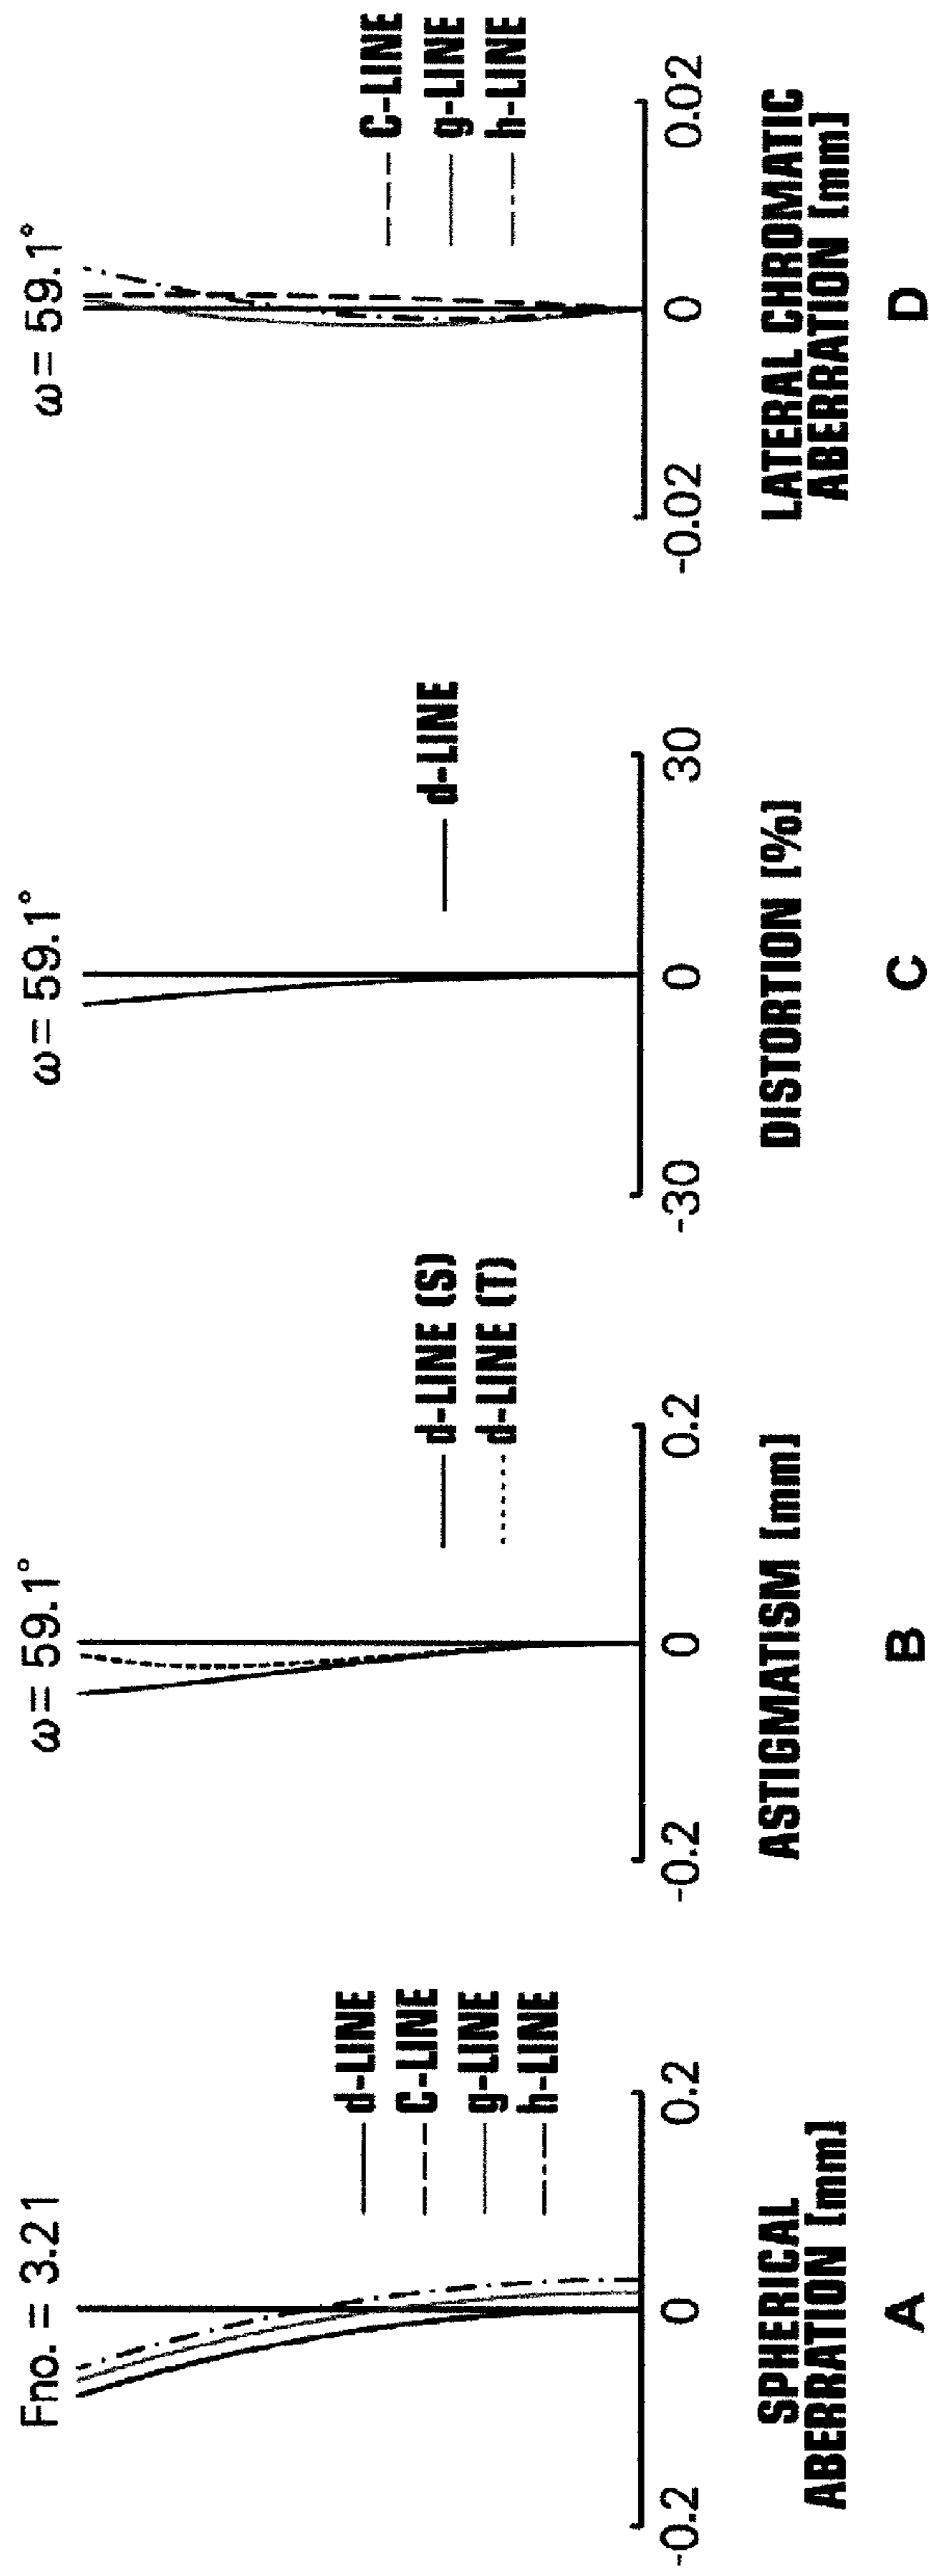 Fno. = 3.21
d-LINE
C-LINE
g-LINE
h-LINE
-0.2
0
0.2
SPHERICAL
ABERRATION [mm]
A
ω= 59.1°
d-LINE (S)
d-LINE (T)
-0.2
0
0.2
ASTIGMATISM [mm]
B
ω= 59.1°
d-LINE
-30
0
30
DISTORTION [%]
C
ω= 59.1°
C-LINE
g-LINE
h-LINE
-0.02
0
0.02
LATERAL CHROMATIC
ABERRATION [mm]
D